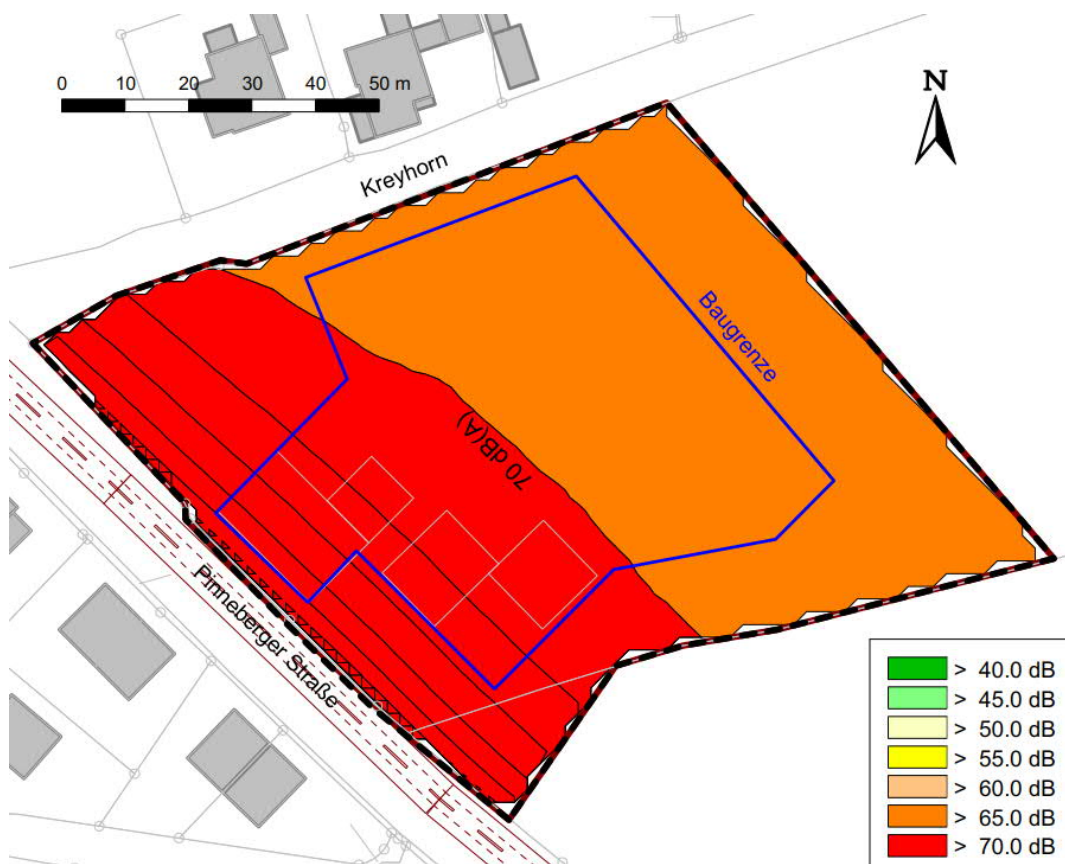 0 10 20 30 40 50 m
N
Kreyhorn
Baugrenze
70 dB(A)
Pinneberger Straße
> 40.0 dB
> 45.0 dB
> 50.0 dB
> 55.0 dB
> 60.0 dB
> 65.0 dB
> 70.0 dB